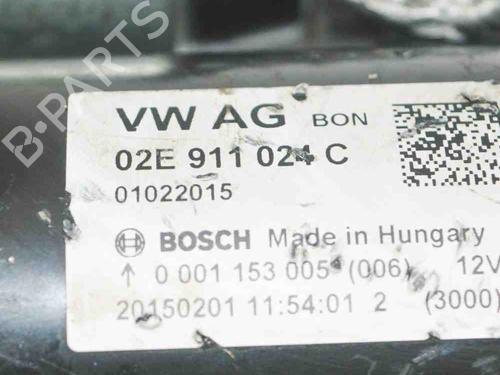 VW AG BON
02E 911 024 C
01022015
BOSCH Made in Hungary
↑ 0 001 153 005 (006) 12V
20150201 11:54:01 2 (3000)
B-PARTS